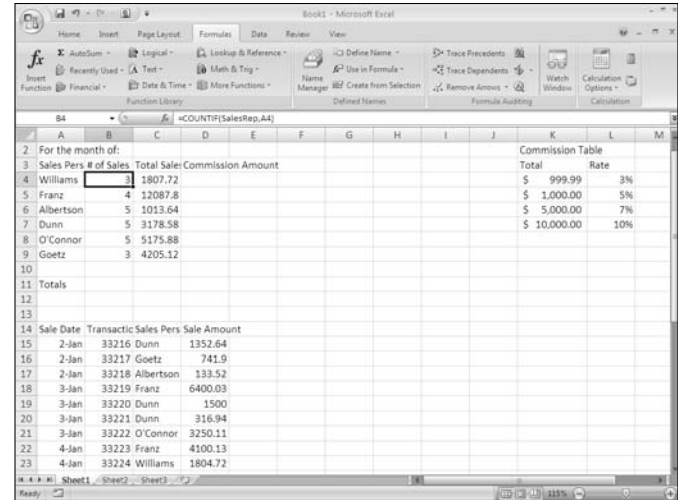 Book1 - Microsoft Excel
Home Insert Page Layout Formulas Data Review View
fx
Insert Function
Σ AutoSum
Recently Used
Financial
Logical
Text
Date & Time
Lookup & Reference
Math & Trig
More Functions
Function Library
Name Manager
Define Name
Use in Formula
Create from Selection
Defined Names
Trace Precedents
Trace Dependents
Remove Arrows
Formula Auditing
Watch Window
Calculation Options
Calculation
B4 fx =COUNTIF(SalesRep,A4)
A B C D E F G H I J K L M
2 For the month of: Commission Table
3 Sales Pers # of Sales Total Sales Commission Amount Total Rate
4 Williams 3 1807.72 $ 999.99 3%
5 Franz 4 12087.8 $ 1,000.00 5%
6 Albertson 5 1013.64 $ 5,000.00 7%
7 Dunn 5 3178.58 $ 10,000.00 10%
8 O'Connor 5 5175.88
9 Goetz 3 4205.12
10
11 Totals
12
13
14 Sale Date Transactic Sales Pers Sale Amount
15 2-Jan 33216 Dunn 1352.64
16 2-Jan 33217 Goetz 741.9
17 2-Jan 33218 Albertson 133.52
18 3-Jan 33219 Franz 6400.03
19 3-Jan 33220 Dunn 1500
20 3-Jan 33221 Dunn 316.94
21 3-Jan 33222 O'Connor 3250.11
22 4-Jan 33223 Franz 4100.13
23 4-Jan 33224 Williams 1804.72
Sheet1 Sheet2 Sheet3
Ready 115%